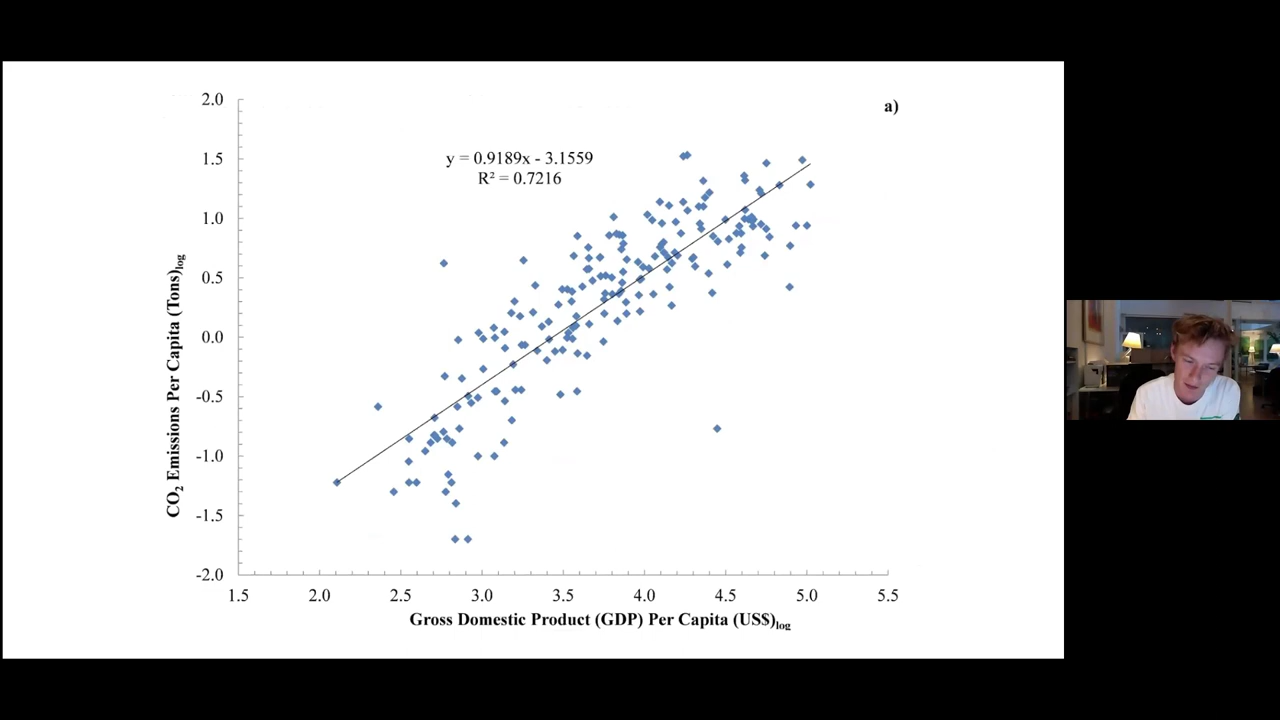 a)
y = 0.9189x - 3.1559
R² = 0.7216
2.0
1.5
1.0
0.5
0.0
-0.5
-1.0
-1.5
-2.0
CO₂ Emissions Per Capita (Tons)log
1.5 2.0 2.5 3.0 3.5 4.0 4.5 5.0 5.5
Gross Domestic Product (GDP) Per Capita (US$)log